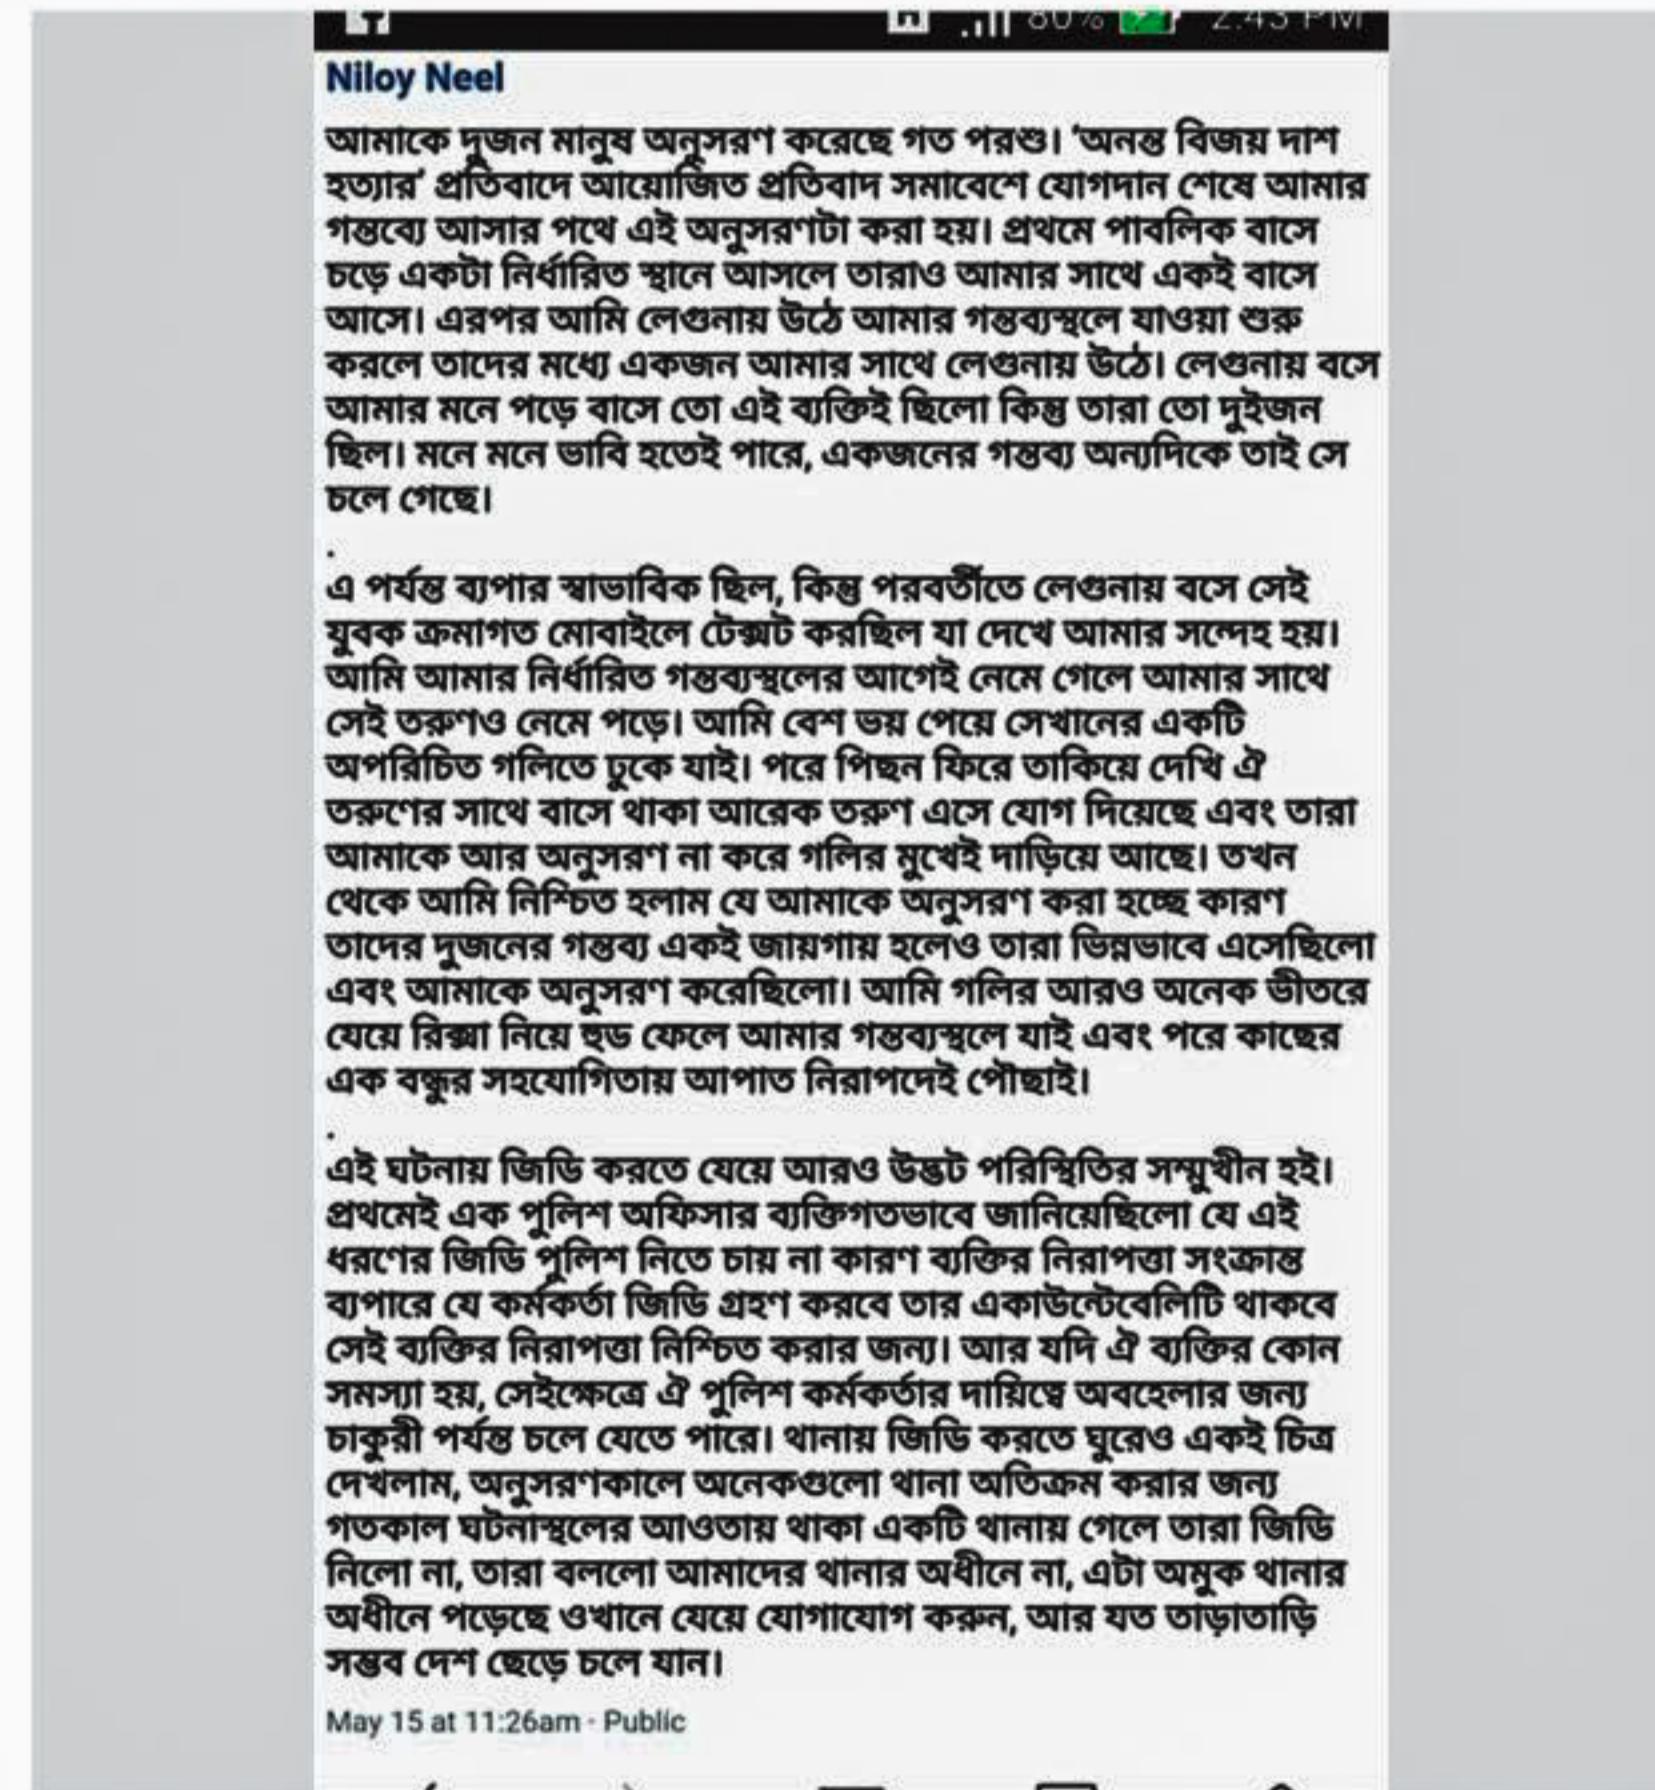 80% 2:43 PM
Niloy Neel
আমাকে দুজন মানুষ অনুসরণ করেছে গত পরশু। 'অনন্ত বিজয় দাশ
হত্যার' প্রতিবাদে আয়োজিত প্রতিবাদ সমাবেশে যোগদান শেষে আমার
গন্তব্যে আসার পথে এই অনুসরণটা করা হয়। প্রথমে পাবলিক বাসে
চড়ে একটা নির্ধারিত স্থানে আসলে তারাও আমার সাথে একই বাসে
আসে। এরপর আমি লেগুনায় উঠে আমার গন্তব্যস্থলে যাওয়া শুরু
করলে তাদের মধ্যে একজন আমার সাথে লেগুনায় উঠে। লেগুনায় বসে
আমার মনে পড়ে বাসে তো এই ব্যক্তিই ছিলো কিন্তু তারা তো দুইজন
ছিল। মনে মনে ভাবি হতেই পারে, একজনের গন্তব্য অন্যদিকে তাই সে
চলে গেছে।
.
এ পর্যন্ত ব্যপার স্বাভাবিক ছিল, কিন্তু পরবর্তীতে লেগুনায় বসে সেই
যুবক ক্রমাগত মোবাইলে টেক্সট করছিল যা দেখে আমার সন্দেহ হয়।
আমি আমার নির্ধারিত গন্তব্যস্থলের আগেই নেমে গেলে আমার সাথে
সেই তরুণও নেমে পড়ে। আমি বেশ ভয় পেয়ে সেখানের একটি
অপরিচিত গলিতে ঢুকে যাই। পরে পিছন ফিরে তাকিয়ে দেখি ঐ
তরুণের সাথে বাসে থাকা আরেক তরুণ এসে যোগ দিয়েছে এবং তারা
আমাকে আর অনুসরণ না করে গলির মুখেই দাড়িয়ে আছে। তখন
থেকে আমি নিশ্চিত হলাম যে আমাকে অনুসরণ করা হচ্ছে কারণ
তাদের দুজনের গন্তব্য একই জায়গায় হলেও তারা ভিন্নভাবে এসেছিলো
এবং আমাকে অনুসরণ করেছিলো। আমি গলির আরও অনেক ভীতরে
যেয়ে রিক্সা নিয়ে হুড ফেলে আমার গন্তব্যস্থলে যাই এবং পরে কাছের
এক বন্ধুর সহযোগিতায় আপাত নিরাপদেই পৌছাই।
.
এই ঘটনায় জিডি করতে যেয়ে আরও উদ্ভট পরিস্থিতির সম্মুখীন হই।
প্রথমেই এক পুলিশ অফিসার ব্যক্তিগতভাবে জানিয়েছিলো যে এই
ধরণের জিডি পুলিশ নিতে চায় না কারণ ব্যক্তির নিরাপত্তা সংক্রান্ত
ব্যপারে যে কর্মকর্তা জিডি গ্রহণ করবে তার একাউন্টেবেলিটি থাকবে
সেই ব্যক্তির নিরাপত্তা নিশ্চিত করার জন্য। আর যদি ঐ ব্যক্তির কোন
সমস্যা হয়, সেইক্ষেত্রে ঐ পুলিশ কর্মকর্তার দায়িত্বে অবহেলার জন্য
চাকুরী পর্যন্ত চলে যেতে পারে। থানায় জিডি করতে ঘুরেও একই চিত্র
দেখলাম, অনুসরণকালে অনেকগুলো থানা অতিক্রম করার জন্য
গতকাল ঘটনাস্থলের আওতায় থাকা একটি থানায় গেলে তারা জিডি
নিলো না, তারা বললো আমাদের থানার অধীনে না, এটা অমুক থানার
অধীনে পড়েছে ওখানে যেয়ে যোগাযোগ করুন, আর যত তাড়াতাড়ি
সম্ভব দেশ ছেড়ে চলে যান।
May 15 at 11:26am · Public